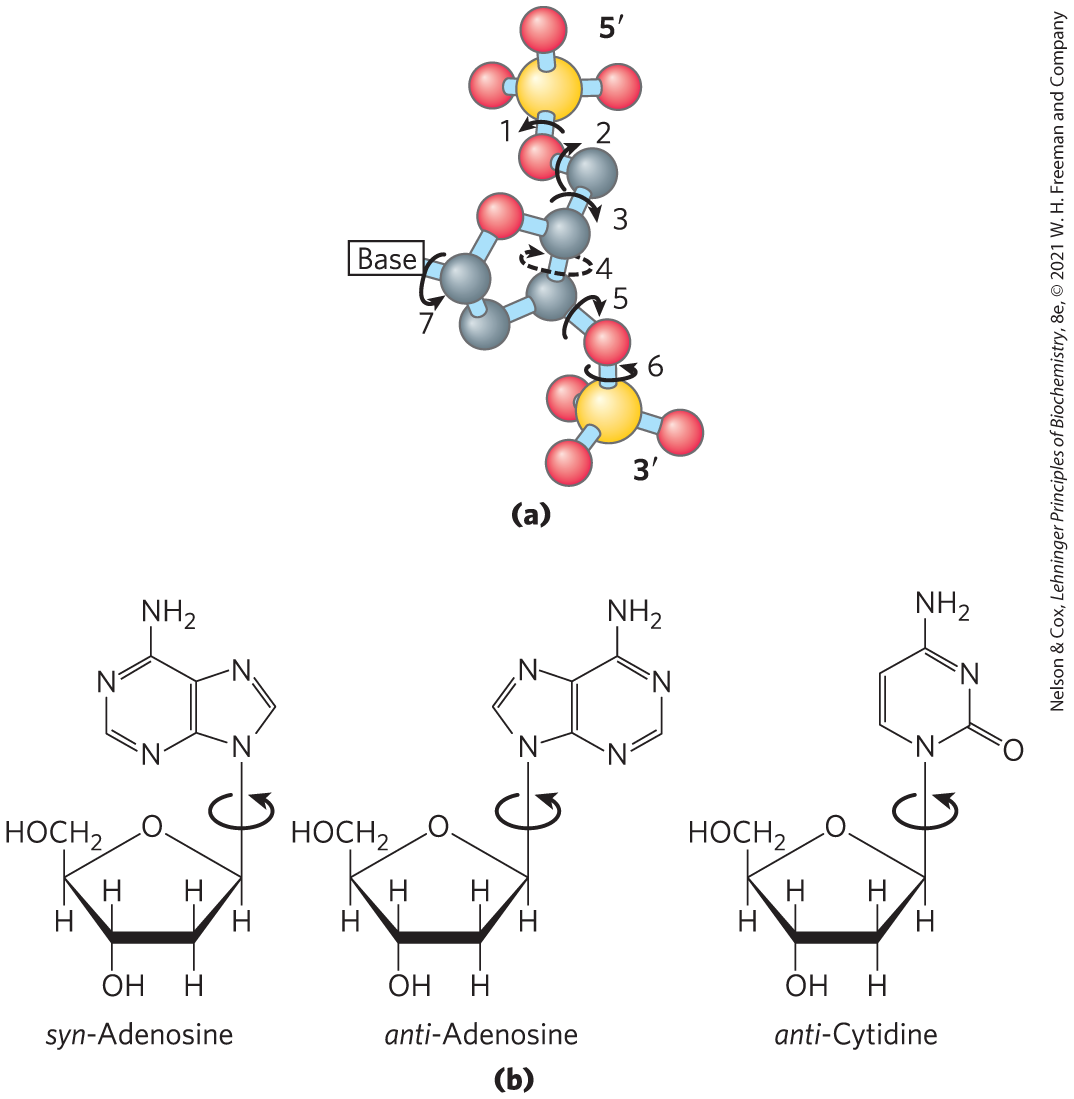 5′
1
2
3
Base
4
5
7
6
3′
(a)
NH₂
N
N
N
N
HOCH₂
O
H
H
H
H
OH
H
syn-Adenosine
NH₂
N
N
N
N
HOCH₂
O
H
H
H
H
OH
H
anti-Adenosine
NH₂
N
N
O
HOCH₂
O
H
H
H
H
OH
H
anti-Cytidine
(b)
Nelson & Cox, Lehninger Principles of Biochemistry, 8e, © 2021 W. H. Freeman and Company